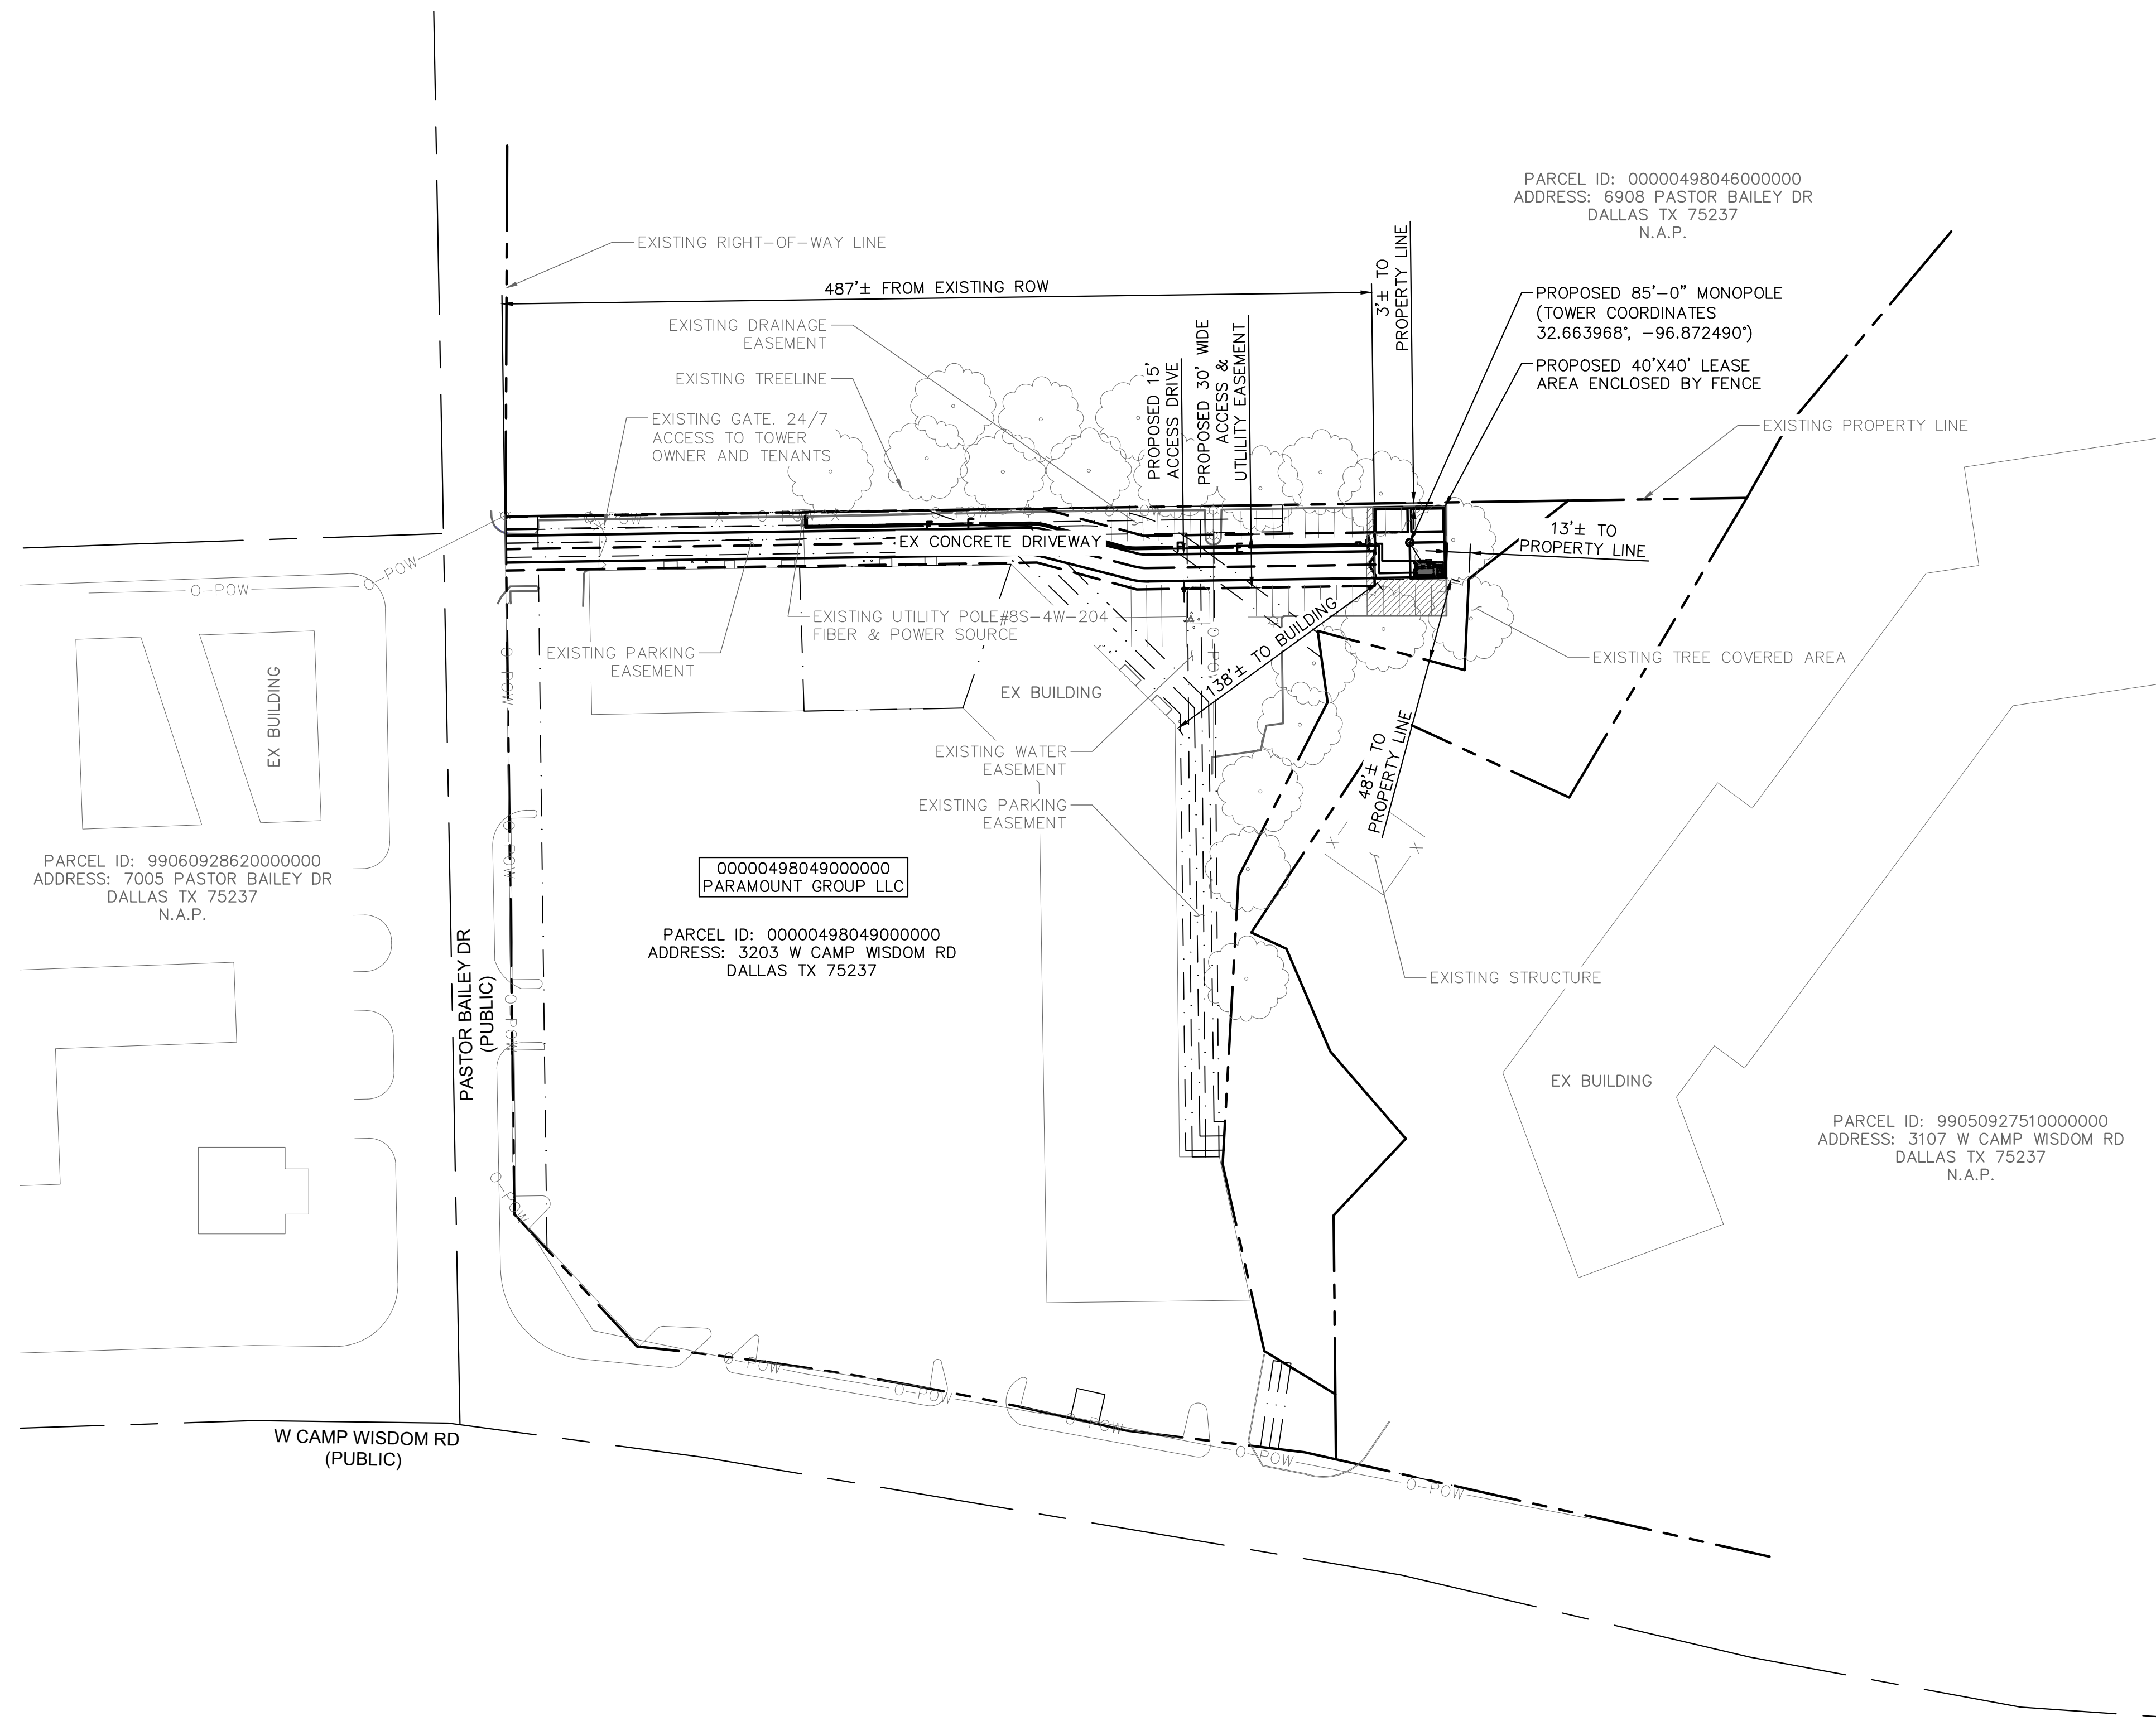 PARCEL ID: 00000498046000000
ADDRESS: 6908 PASTOR BAILEY DR
DALLAS TX 75237
N.A.P.
EXISTING RIGHT-OF-WAY LINE
487'± FROM EXISTING ROW
3'± TO
PROPERTY LINE
PROPOSED 85'-0" MONOPOLE
(TOWER COORDINATES
32.663968°, -96.872490°)
PROPOSED 40'X40' LEASE
AREA ENCLOSED BY FENCE
EXISTING DRAINAGE
EASEMENT
EXISTING TREELINE
EXISTING GATE. 24/7
ACCESS TO TOWER
OWNER AND TENANTS
PROPOSED 15'
ACCESS DRIVE
PROPOSED 30' WIDE
ACCESS &
UTLILITY EASEMENT
EXISTING PROPERTY LINE
13'± TO
PROPERTY LINE
EX CONCRETE DRIVEWAY
O-POW
O-POW
EXISTING UTILITY POLE#8S-4W-204
FIBER & POWER SOURCE
EXISTING PARKING
EASEMENT
138'± TO BUILDING
EX BUILDING
EX BUILDING
EXISTING TREE COVERED AREA
EXISTING WATER
EASEMENT
48'± TO
PROPERTY LINE
EXISTING PARKING
EASEMENT
PARCEL ID: 99060928620000000
ADDRESS: 7005 PASTOR BAILEY DR
DALLAS TX 75237
N.A.P.
00000498049000000
PARAMOUNT GROUP LLC
PARCEL ID: 00000498049000000
ADDRESS: 3203 W CAMP WISDOM RD
DALLAS TX 75237
PASTOR BAILEY DR
(PUBLIC)
EXISTING STRUCTURE
EX BUILDING
PARCEL ID: 99050927510000000
ADDRESS: 3107 W CAMP WISDOM RD
DALLAS TX 75237
N.A.P.
O-POW
O-POW
O-POW
O-POW
O-POW
O-POW
W CAMP WISDOM RD
(PUBLIC)